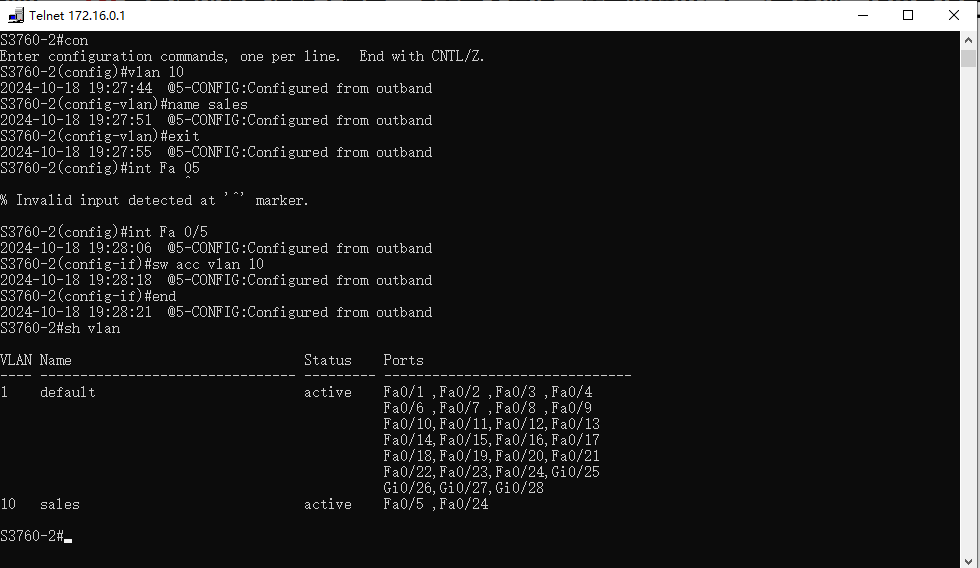 Telnet 172.16.0.1
S3760-2#con
Enter configuration commands, one per line.  End with CNTL/Z.
S3760-2(config)#vlan 10
2024-10-18 19:27:44  @5-CONFIG:Configured from outband
S3760-2(config-vlan)#name sales
2024-10-18 19:27:51  @5-CONFIG:Configured from outband
S3760-2(config-vlan)#exit
2024-10-18 19:27:55  @5-CONFIG:Configured from outband
S3760-2(config)#int Fa 05
                       ^
% Invalid input detected at '^' marker.
S3760-2(config)#int Fa 0/5
2024-10-18 19:28:06  @5-CONFIG:Configured from outband
S3760-2(config-if)#sw acc vlan 10
2024-10-18 19:28:18  @5-CONFIG:Configured from outband
S3760-2(config-if)#end
2024-10-18 19:28:21  @5-CONFIG:Configured from outband
S3760-2#sh vlan
VLAN Name                             Status    Ports
---- -------------------------------- --------- -------------------------------
1    default                          active    Fa0/1 ,Fa0/2 ,Fa0/3 ,Fa0/4
                                                Fa0/6 ,Fa0/7 ,Fa0/8 ,Fa0/9
                                                Fa0/10,Fa0/11,Fa0/12,Fa0/13
                                                Fa0/14,Fa0/15,Fa0/16,Fa0/17
                                                Fa0/18,Fa0/19,Fa0/20,Fa0/21
                                                Fa0/22,Fa0/23,Fa0/24,Gi0/25
                                                Gi0/26,Gi0/27,Gi0/28
10   sales                            active    Fa0/5 ,Fa0/24
S3760-2#